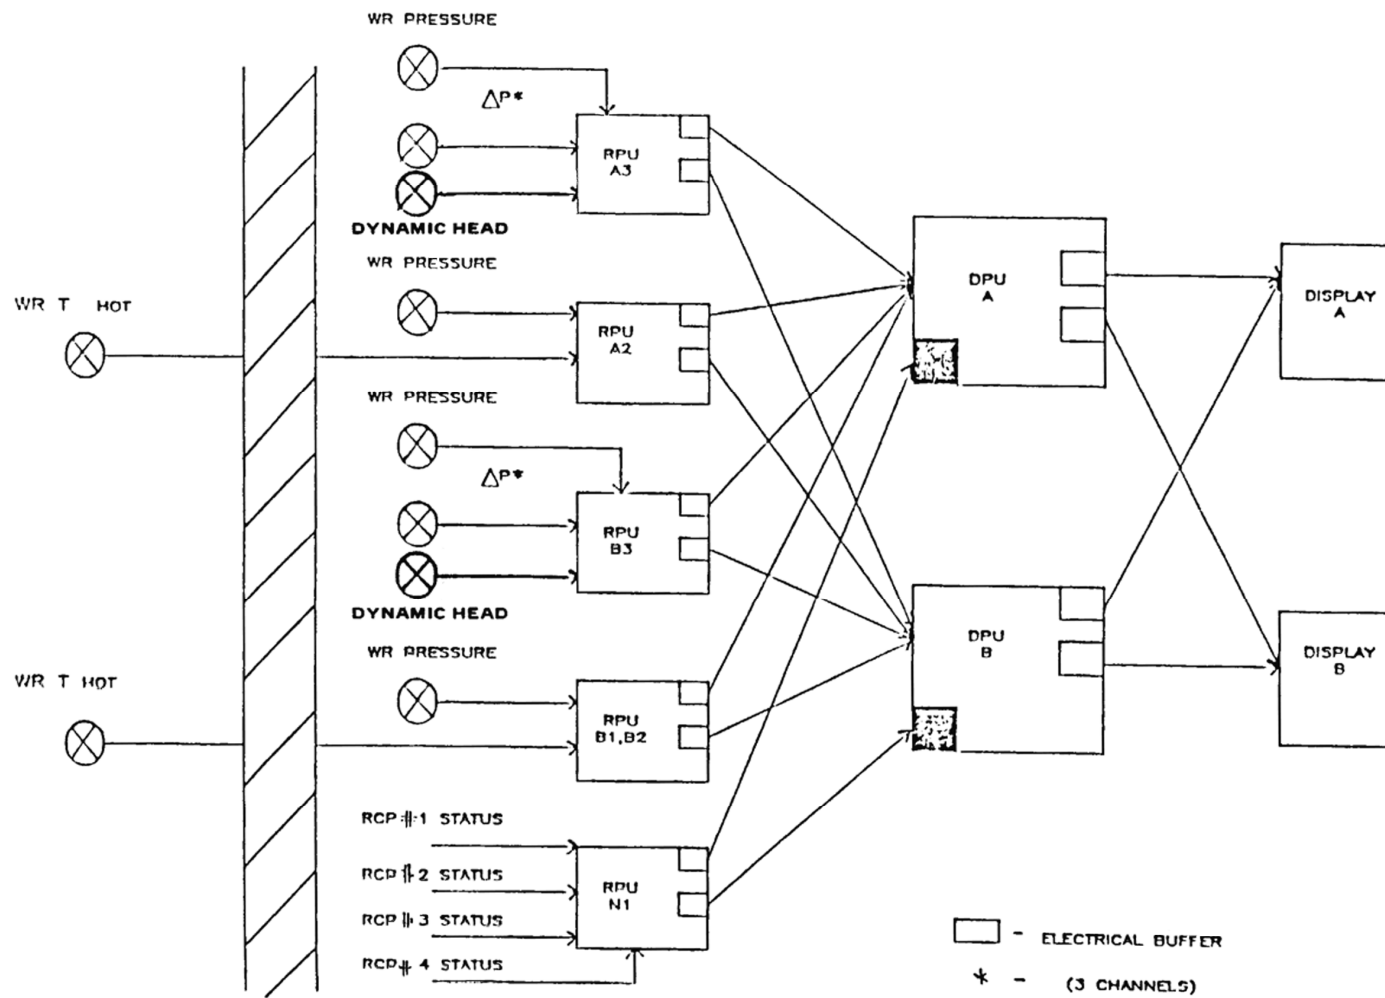 WR PRESSURE
△P*
RPU
A3
DYNAMIC HEAD
WR PRESSURE
WR T HOT
RPU
A2
DPU
A
DISPLAY
A
WR PRESSURE
△P*
RPU
B3
DYNAMIC HEAD
WR PRESSURE
WR T HOT
RPU
B1,B2
DPU
B
DISPLAY
B
RCP # 1 STATUS
RCP # 2 STATUS
RCP # 3 STATUS
RCP # 4 STATUS
RPU
N1
- ELECTRICAL BUFFER
* - (3 CHANNELS)